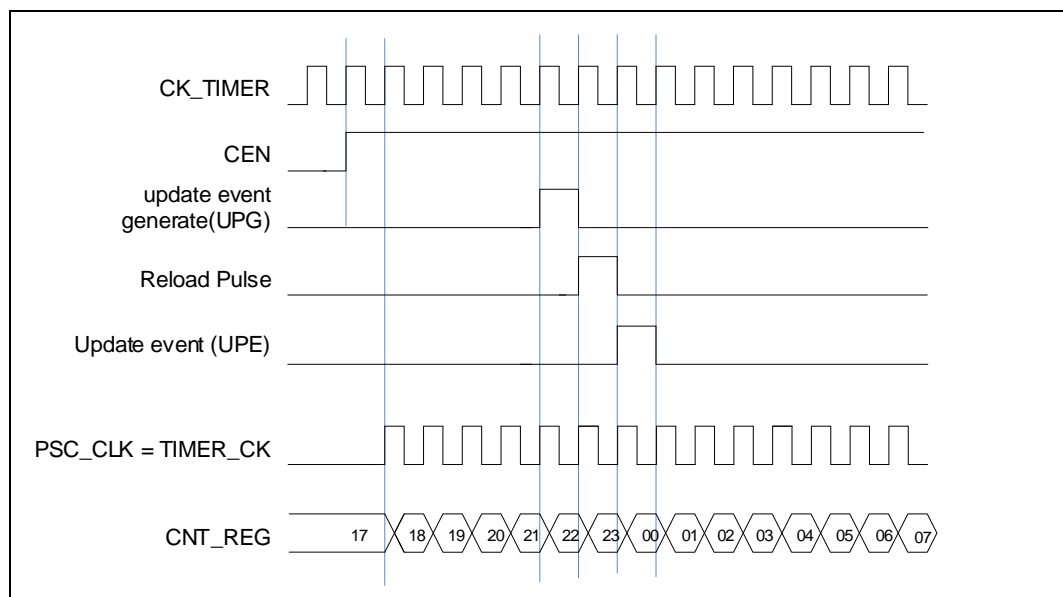 CK_TIMER
CEN
update event
generate(UPG)
Reload Pulse
Update event (UPE)
PSC_CLK = TIMER_CK
CNT_REG 17 18 19 20 21 22 23 00 01 02 03 04 05 06 07